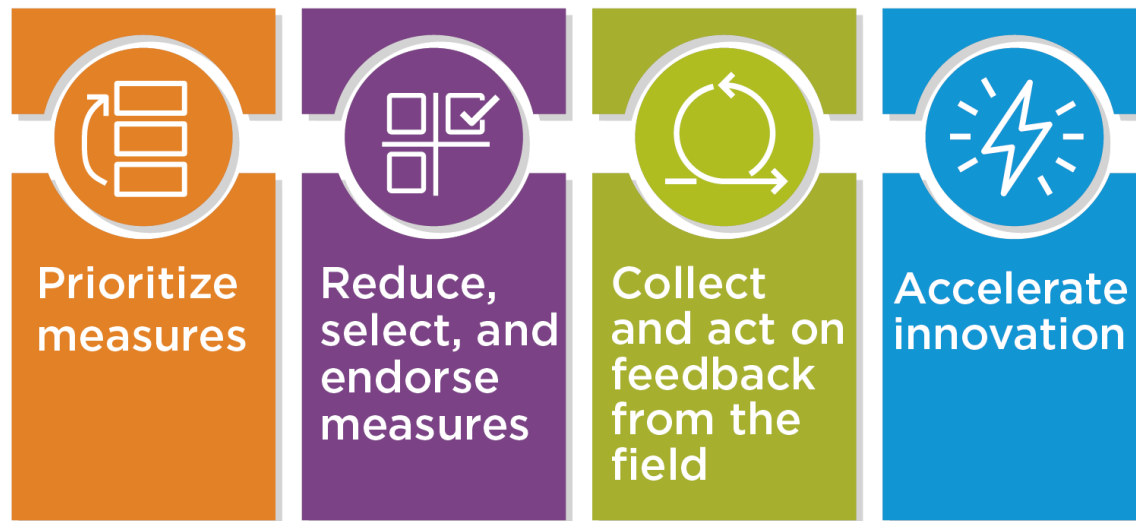 Prioritize
measures
Reduce,
select, and
endorse
measures
Collect
and act on
feedback
from the
field
Accelerate
innovation